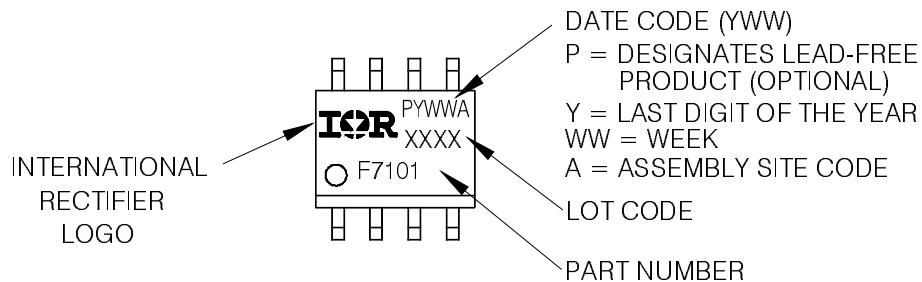 DATE CODE (YWW)
P = DESIGNATES LEAD-FREE
PRODUCT (OPTIONAL)
Y = LAST DIGIT OF THE YEAR
WW = WEEK
A = ASSEMBLY SITE CODE
LOT CODE
PART NUMBER
INTERNATIONAL
RECTIFIER
LOGO
IOR
PYWWA
XXXX
F7101